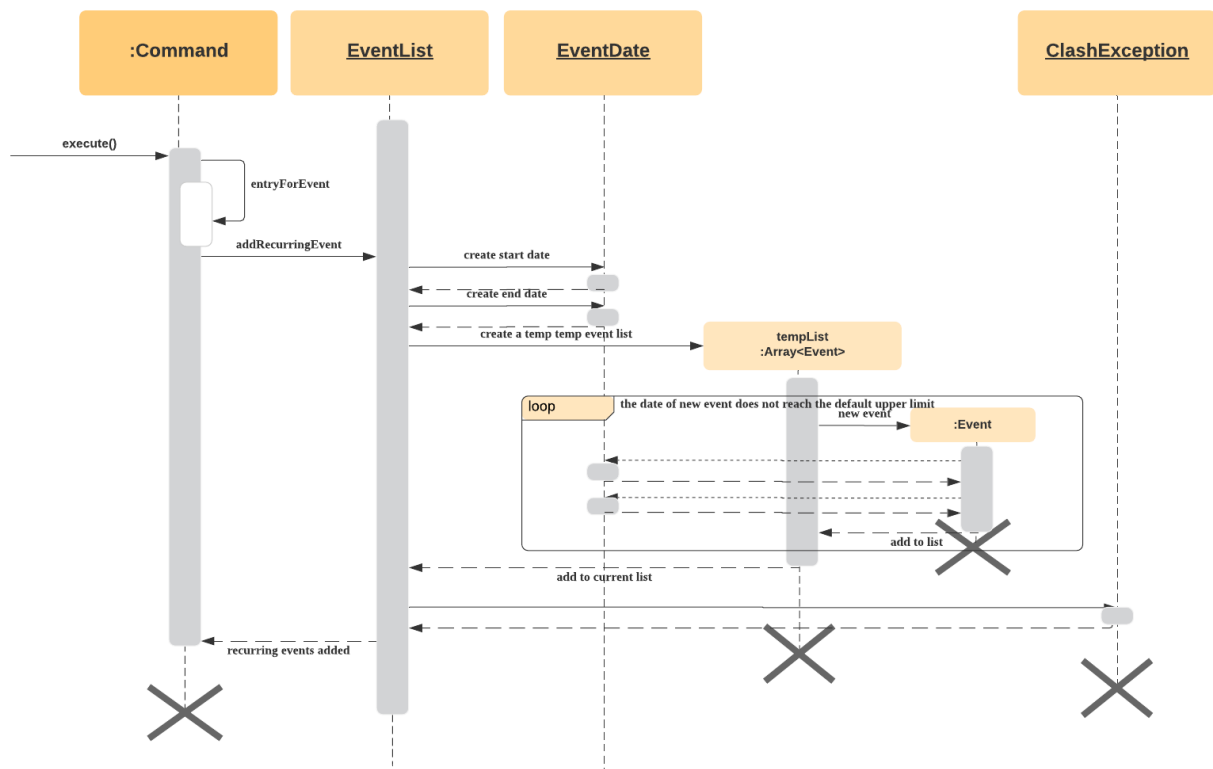 :Command
EventList
EventDate
ClashException
execute()
entryForEvent
addRecurringEvent
create start date
create end date
create a temp temp event list
tempList
:Array<Event>
loop
the date of new event does not reach the default upper limit
new event
:Event
add to list
add to current list
recurring events added